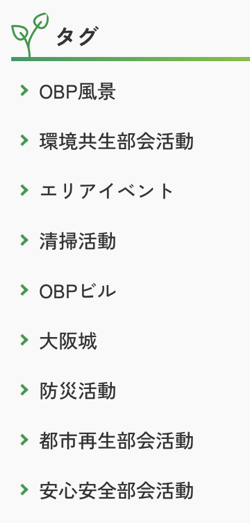 タグ
OBP風景
環境共生部会活動
エリアイベント
清掃活動
OBPビル
大阪城
防災活動
都市再生部会活動
安心安全部会活動